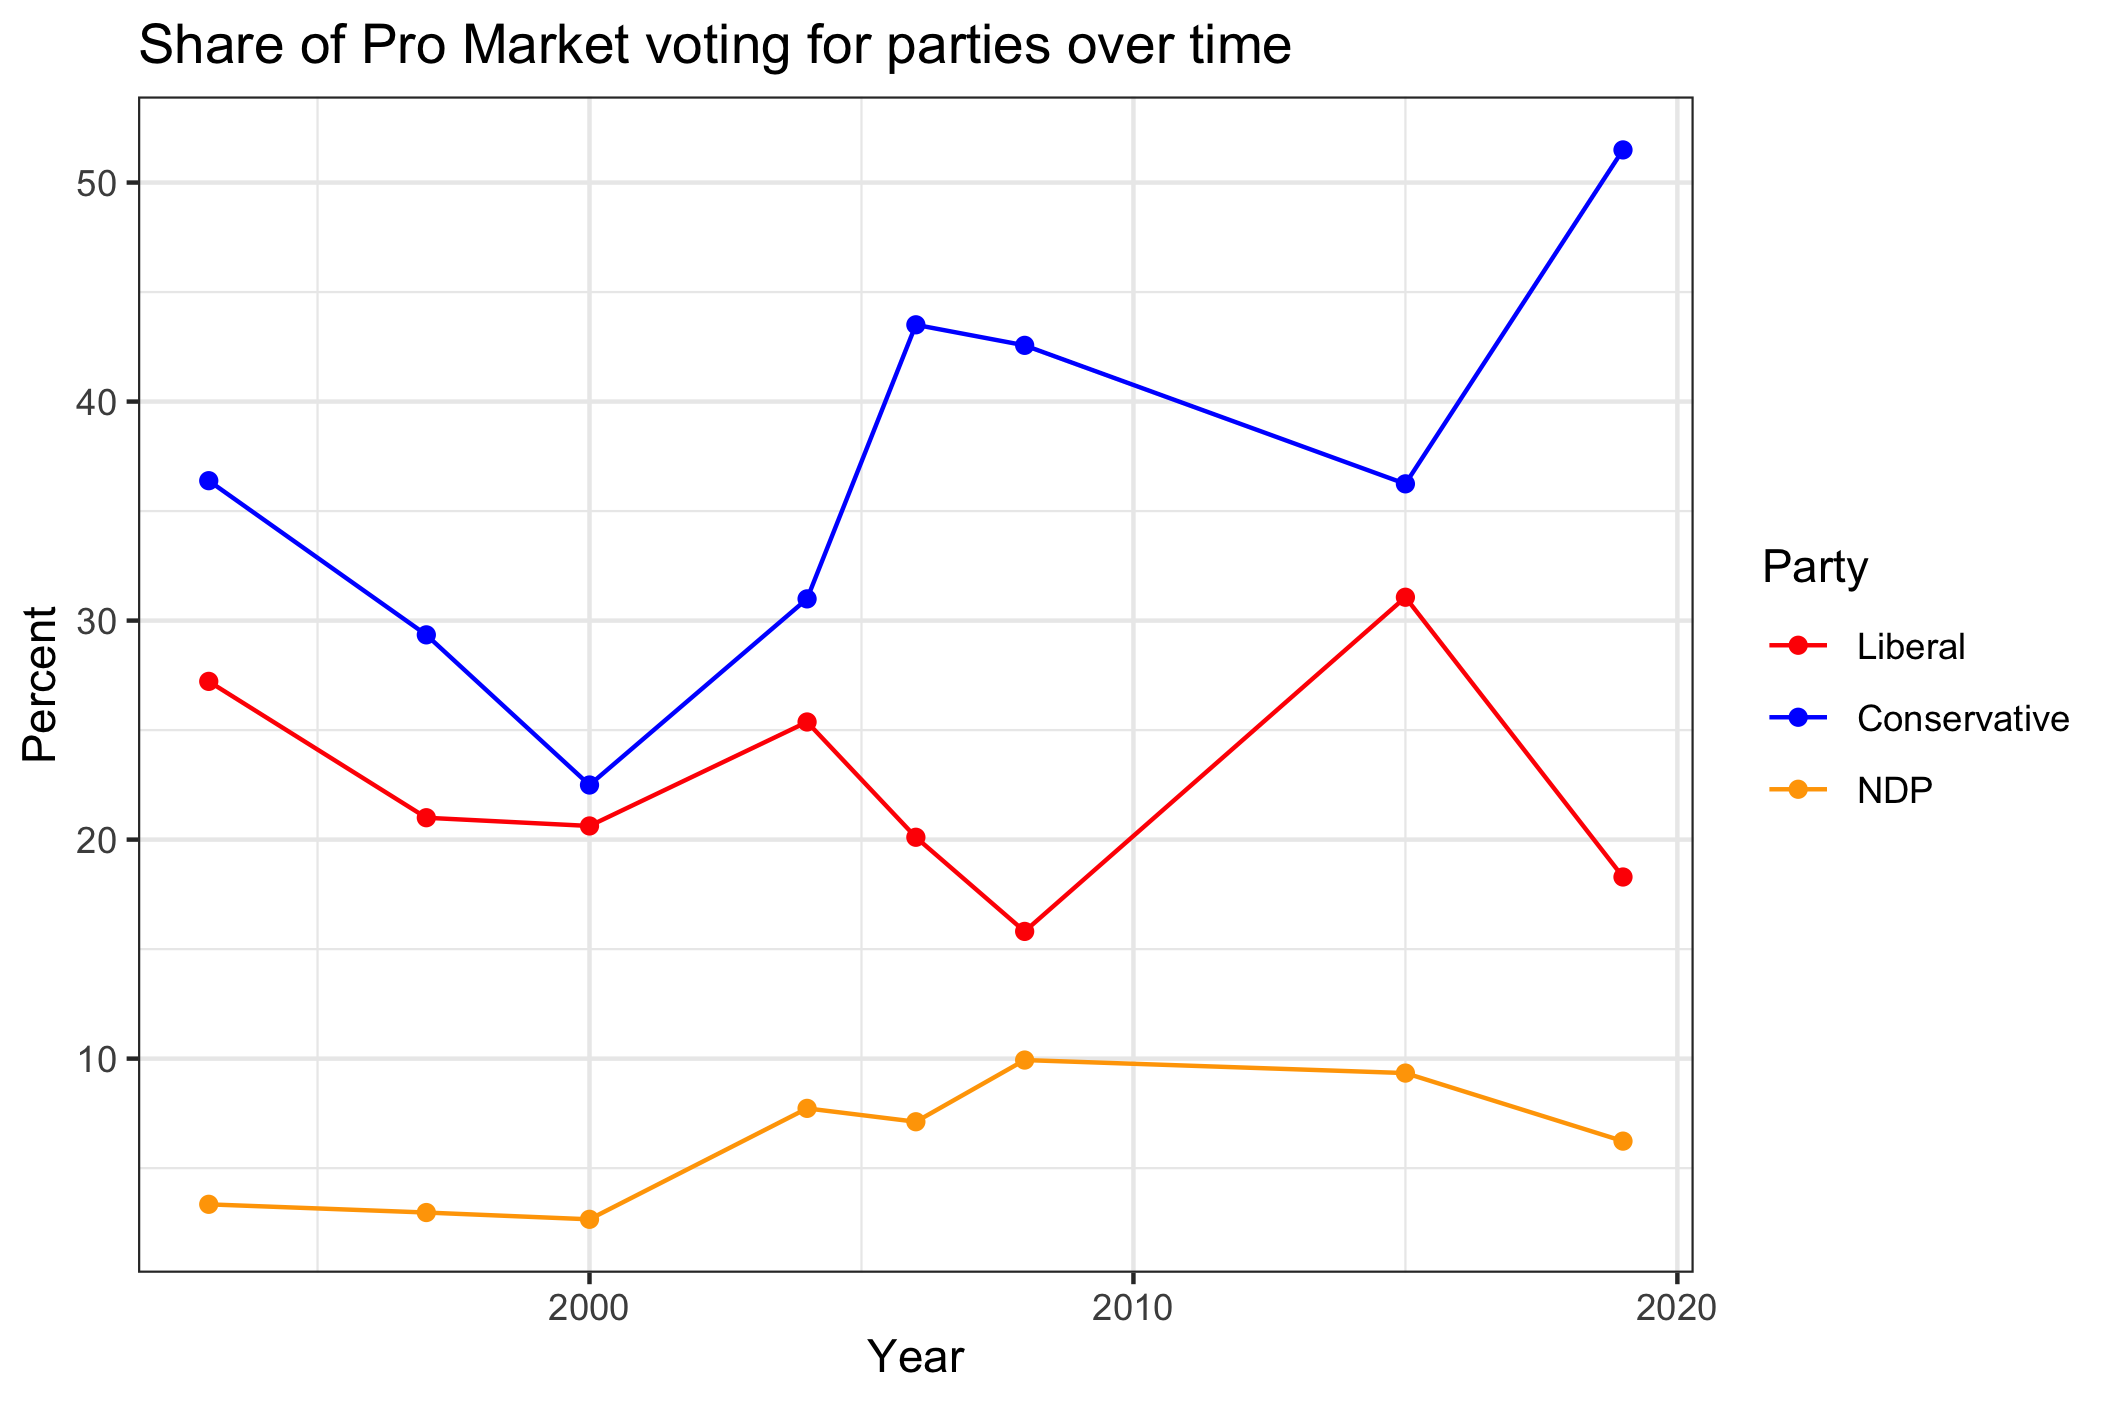 Share of Pro Market voting for parties over time
50
40
30
20
10
Percent
2000
2010
2020
Year
Party
Liberal
Conservative
NDP